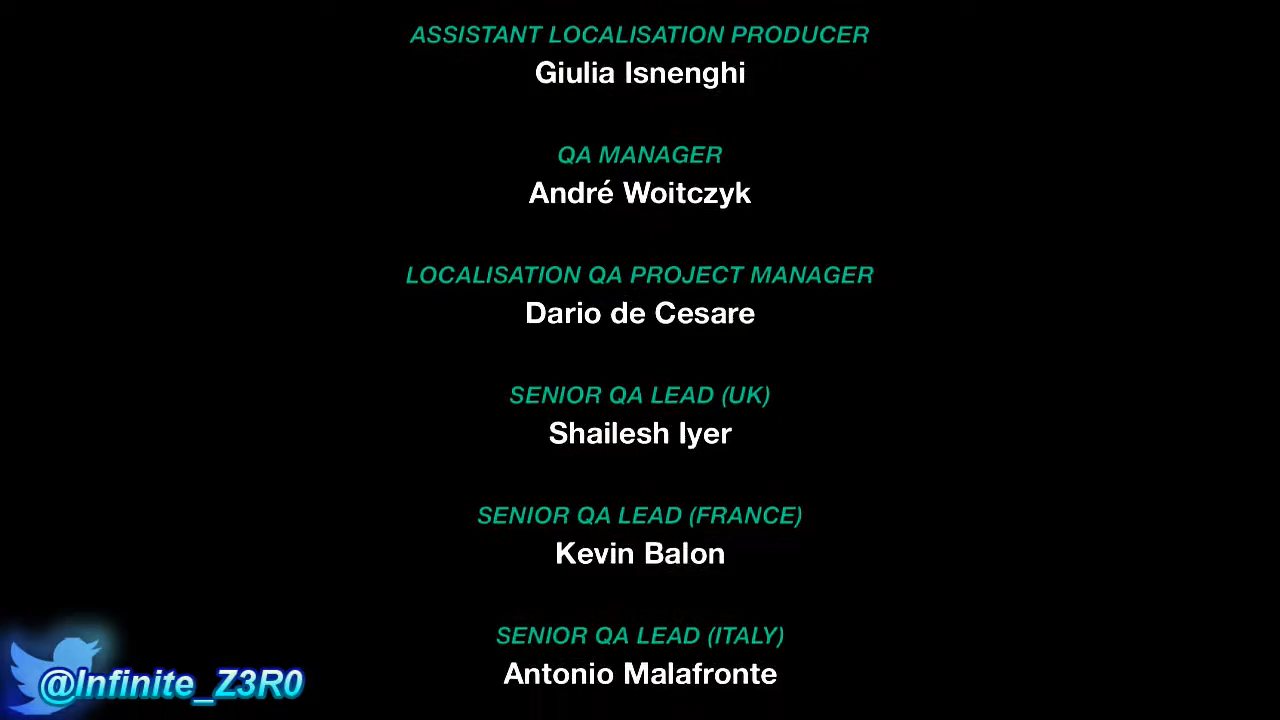 ASSISTANT LOCALISATION PRODUCER
Giulia Isnenghi
QA MANAGER
André Woitczyk
LOCALISATION QA PROJECT MANAGER
Dario de Cesare
SENIOR QA LEAD (UK)
Shailesh Iyer
SENIOR QA LEAD (FRANCE)
Kevin Balon
SENIOR QA LEAD (ITALY)
Antonio Malafronte
@Infinite_Z3R0